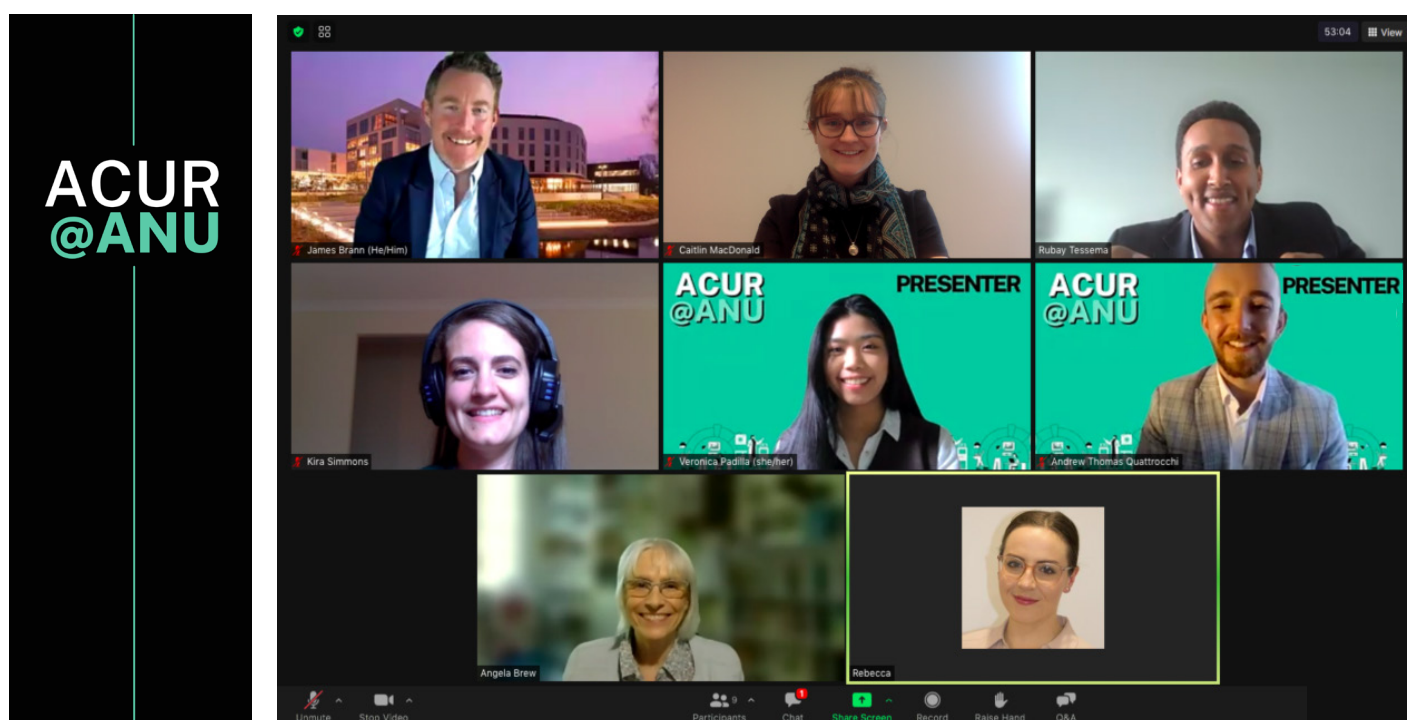 ACUR
@ANU
53:04
View
James Brann (He/Him)
Caitlin MacDonald
Rubay Tessema
ACUR
@ANU
PRESENTER
ACUR
@ANU
PRESENTER
Kira Simmons
Veronica Padilla (she/her)
Andrew Thomas Quattrocchi
Angela Brew
Rebecca
9
1
Unmute
Stop Video
Participants
Chat
Share Screen
Record
Raise Hand
Q&A